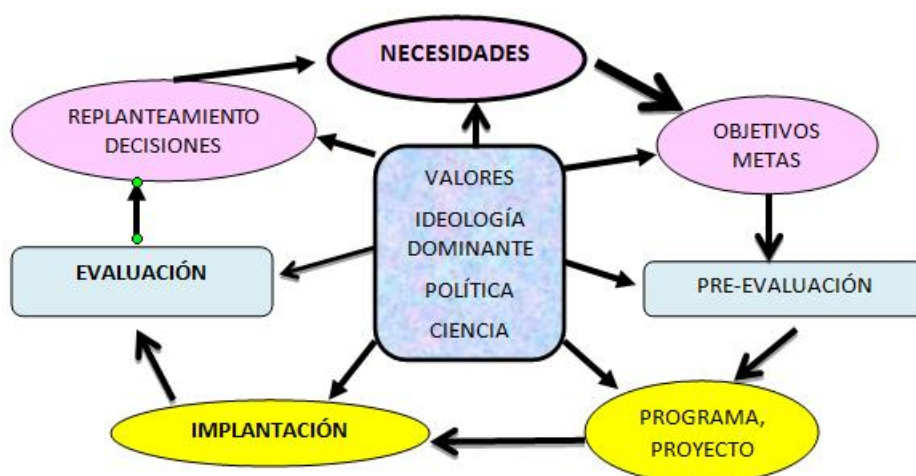 NECESIDADES
REPLANTEAMIENTO
DECISIONES
OBJETIVOS
METAS
VALORES
IDEOLOGÍA
DOMINANTE
POLÍTICA
CIENCIA
EVALUACIÓN
PRE-EVALUACIÓN
IMPLANTACIÓN
PROGRAMA,
PROYECTO